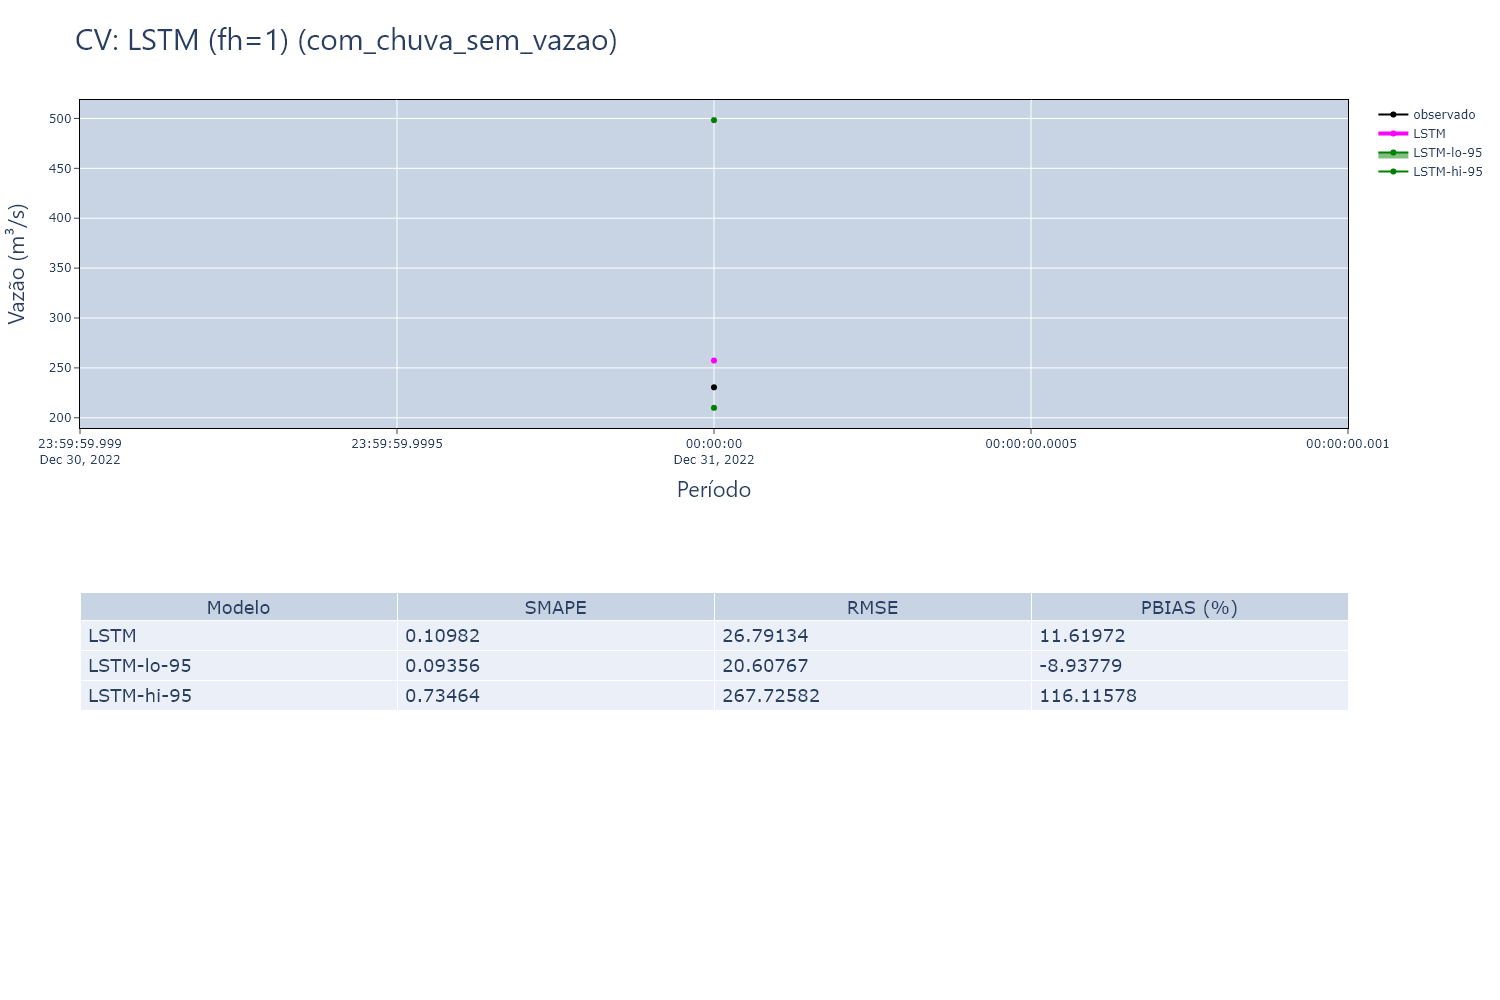 CV: LSTM (fh=1) (com_chuva_sem_vazao)
500
450
400
350
300
250
200
Vazão (m³/s)
observado
LSTM
LSTM-lo-95
LSTM-hi-95
23:59:59.999 23:59:59.9995 00:00:00 00:00:00.0005 00:00:00.001
Dec 30, 2022 Dec 31, 2022
Período
Modelo SMAPE RMSE PBIAS (%)
LSTM 0.10982 26.79134 11.61972
LSTM-lo-95 0.09356 20.60767 -8.93779
LSTM-hi-95 0.73464 267.72582 116.11578